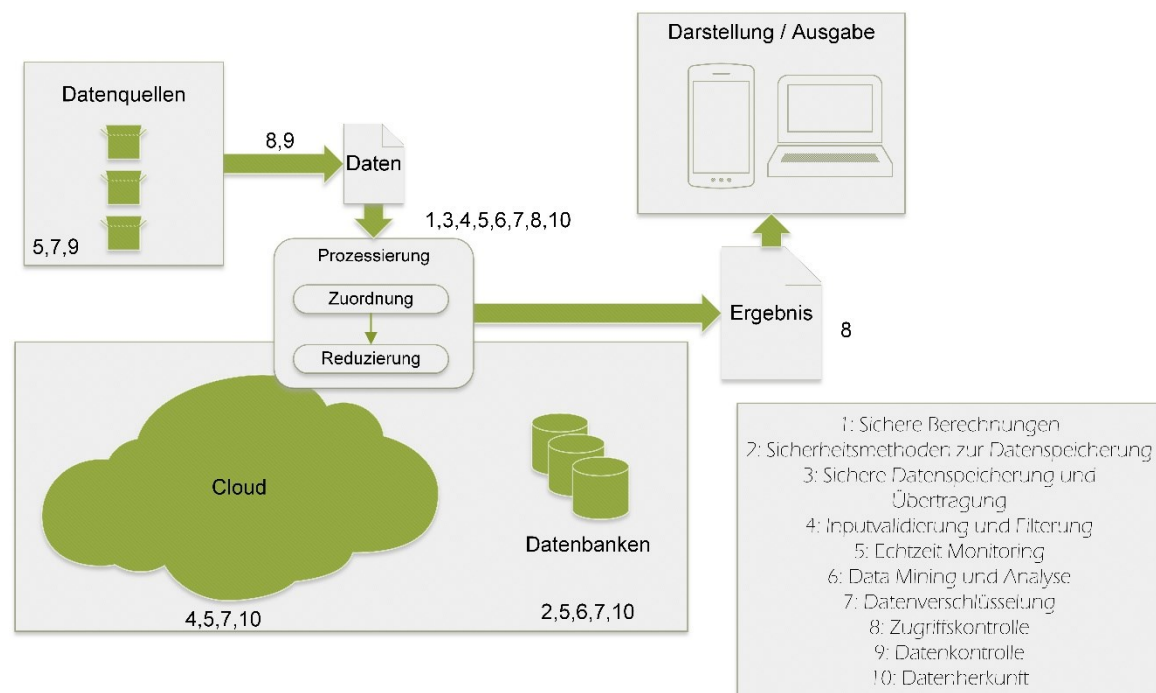 Darstellung / Ausgabe
Datenquellen
5,7,9
8,9
Daten
1,3,4,5,6,7,8,10
Prozessierung
Zuordnung
Reduzierung
Ergebnis
8
Cloud
4,5,7,10
Datenbanken
2,5,6,7,10
1: Sichere Berechnungen
2: Sicherheitsmethoden zur Datenspeicherung
3: Sichere Datenspeicherung und
Übertragung
4: Inputvalidierung und Filterung
5: Echtzeit Monitoring
6: Data Mining und Analyse
7: Datenverschlüsselung
8: Zugriffskontrolle
9: Datenkontrolle
10: Datenherkunft